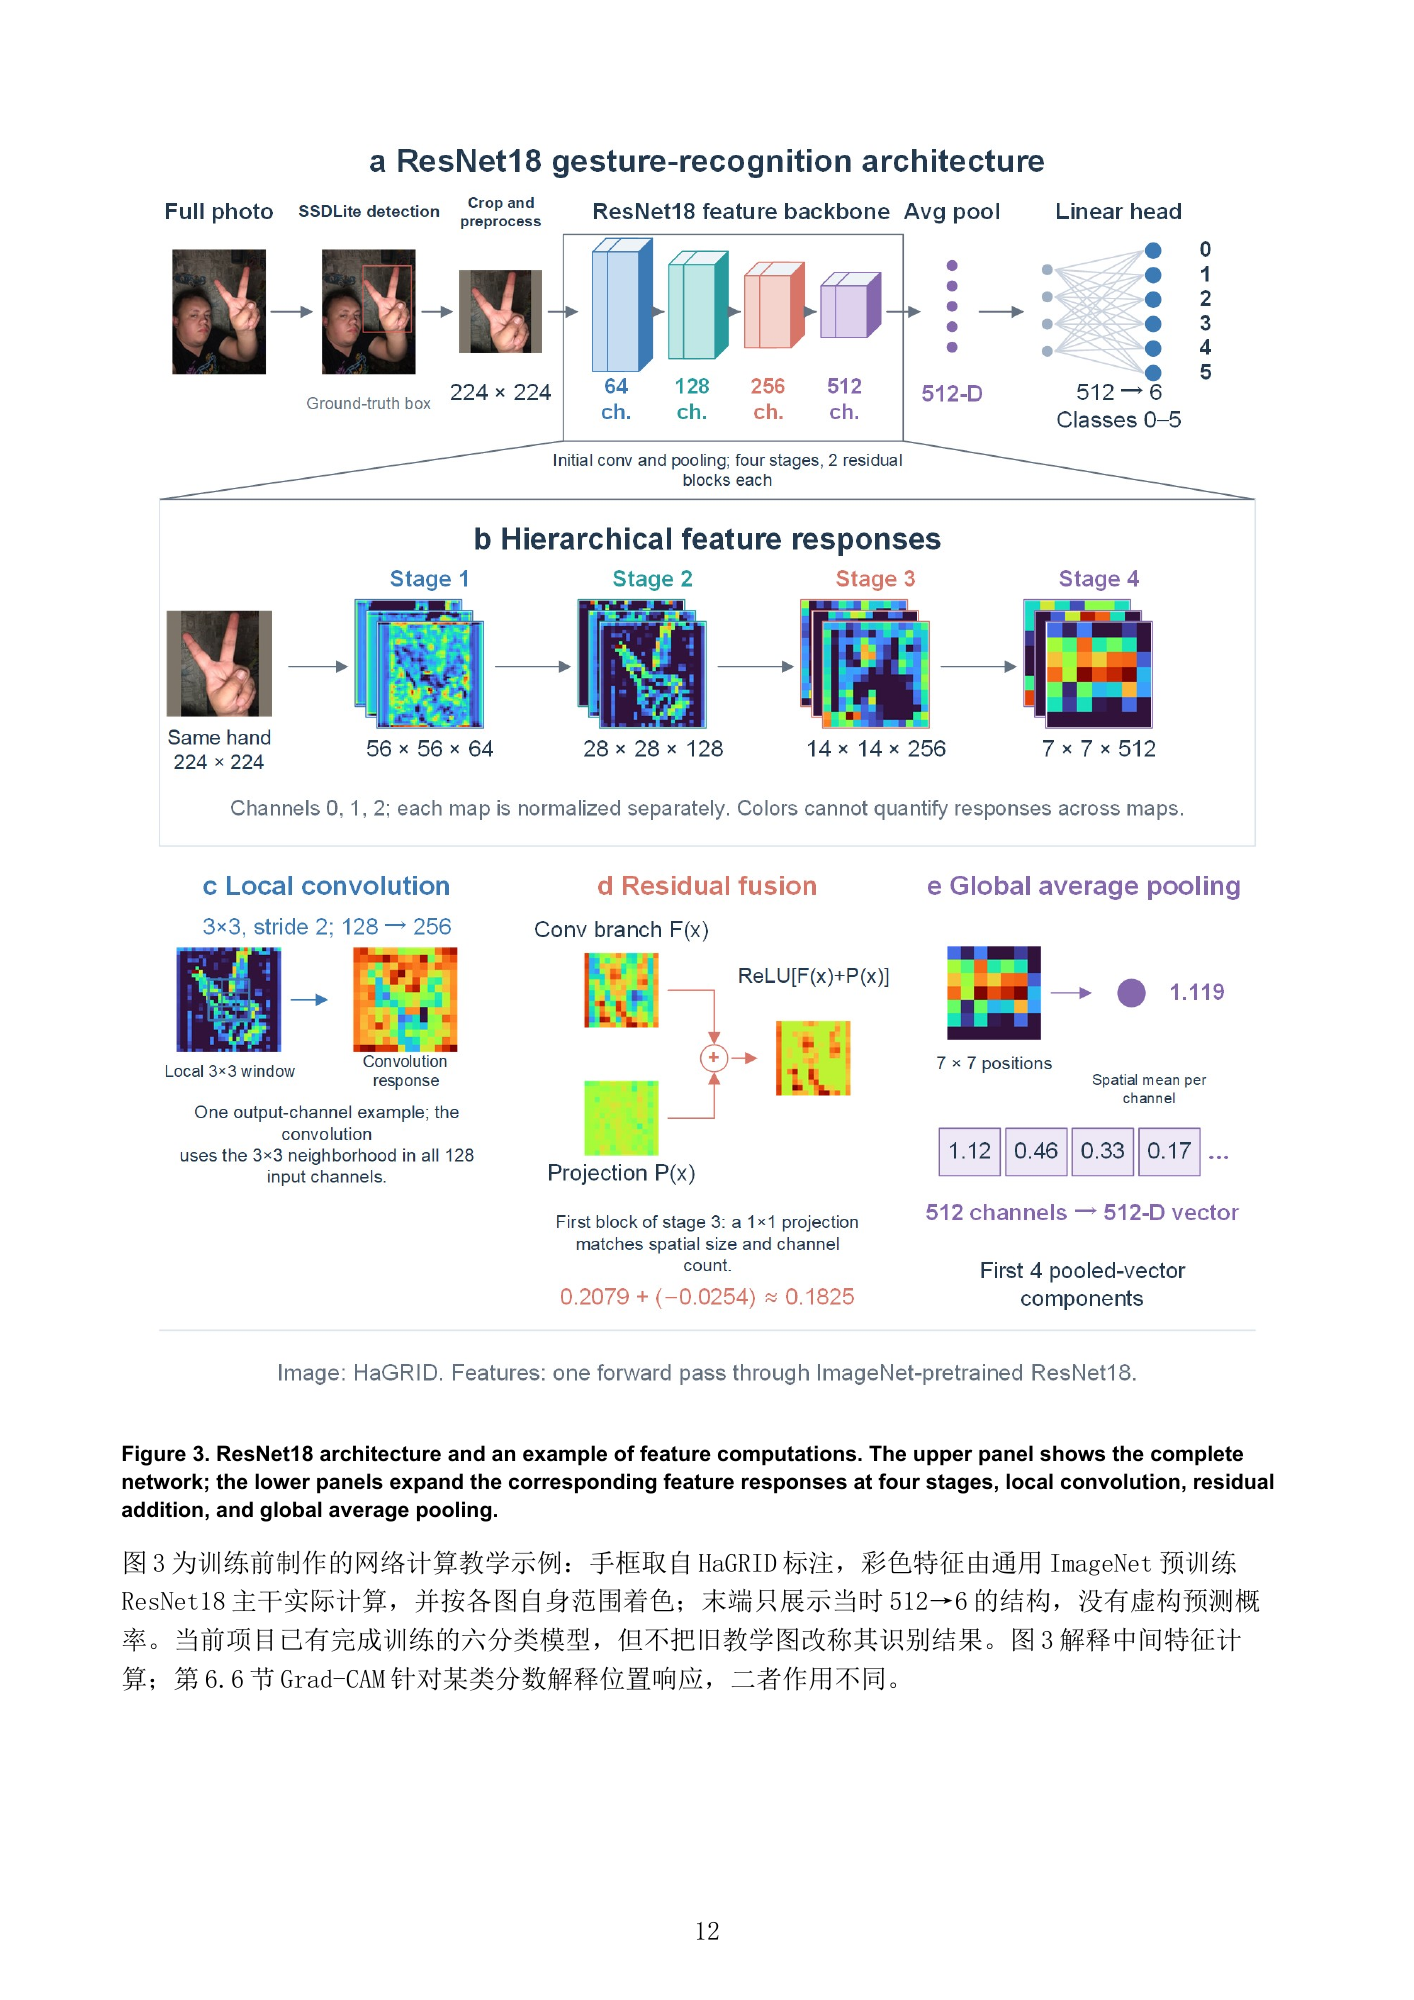 a ResNet18 gesture-recognition architecture
Full photo
SSDLite detection
Crop and
preprocess
ResNet18 feature backbone
Avg pool
Linear head
0
1
2
3
4
5
Ground-truth box
224 × 224
64
ch.
128
ch.
256
ch.
512
ch.
512-D
512 → 6
Classes 0–5
Initial conv and pooling; four stages, 2 residual
blocks each
b Hierarchical feature responses
Stage 1
Stage 2
Stage 3
Stage 4
Same hand
224 × 224
56 × 56 × 64
28 × 28 × 128
14 × 14 × 256
7 × 7 × 512
Channels 0, 1, 2; each map is normalized separately. Colors cannot quantify responses across maps.
c Local convolution
3×3, stride 2; 128 → 256
Local 3×3 window
Convolution
response
One output-channel example; the
convolution
uses the 3×3 neighborhood in all 128
input channels.
d Residual fusion
Conv branch F(x)
ReLU[F(x)+P(x)]
+
Projection P(x)
First block of stage 3: a 1×1 projection
matches spatial size and channel
count.
0.2079 + (−0.0254) ≈ 0.1825
e Global average pooling
1.119
7 × 7 positions
Spatial mean per
channel
1.12 0.46 0.33 0.17 ...
512 channels → 512-D vector
First 4 pooled-vector
components
Image: HaGRID. Features: one forward pass through ImageNet-pretrained ResNet18.
Figure 3. ResNet18 architecture and an example of feature computations. The upper panel shows the complete
network; the lower panels expand the corresponding feature responses at four stages, local convolution, residual
addition, and global average pooling.
图 3 为训练前制作的网络计算教学示例：手框取自 HaGRID 标注，彩色特征由通用 ImageNet 预训练
ResNet18 主干实际计算，并按各图自身范围着色；末端只展示当时 512→6 的结构，没有虚构预测概
率。当前项目已有完成训练的六分类模型，但不把旧教学图改称其识别结果。图 3 解释中间特征计
算；第 6.6 节 Grad-CAM 针对某类分数解释位置响应，二者作用不同。
12